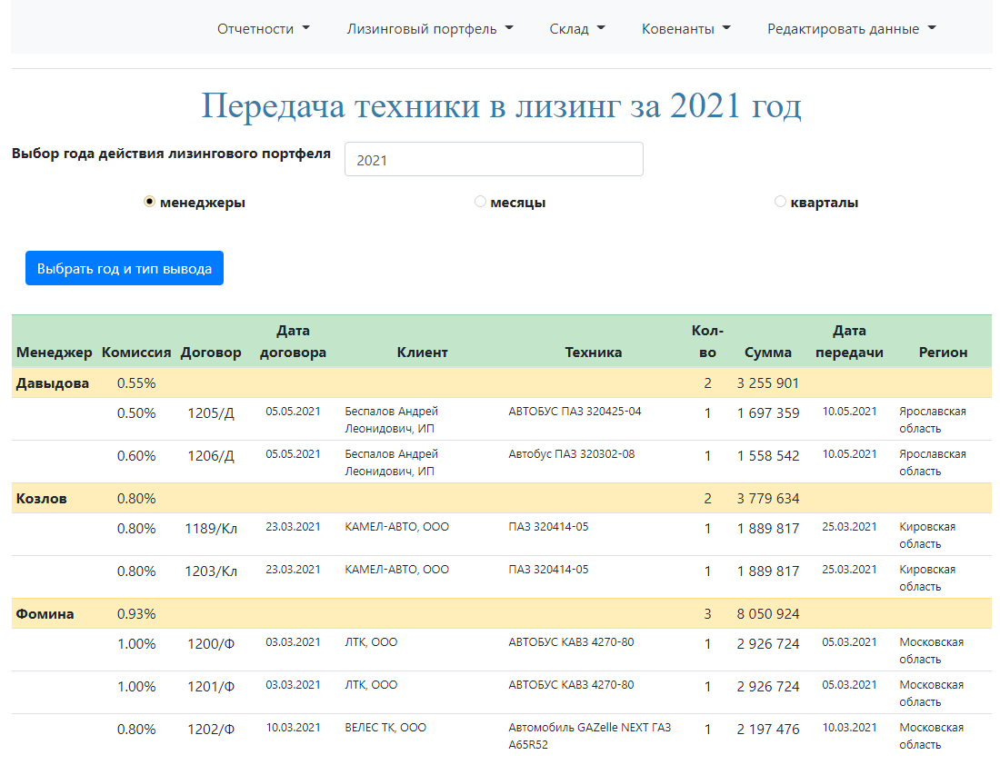 Отчетности Лизинговый портфель Склад Ковенанты Редактировать данные
Передача техники в лизинг за 2021 год
Выбор года действия лизингового портфеля 2021
менеджеры месяцы кварталы
Выбрать год и тип вывода
Менеджер Комиссия Договор Дата договора Клиент Техника Кол-во Сумма Дата передачи Регион
Давыдова 0.55% 2 3 255 901
0.50% 1205/Д 05.05.2021 Беспалов Андрей АВТОБУС ПАЗ 320425-04 1 1 697 359 10.05.2021 Ярославская
Леонидович, ИП область
0.60% 1206/Д 05.05.2021 Беспалов Андрей Автобус ПАЗ 320302-08 1 1 558 542 10.05.2021 Ярославская
Леонидович, ИП область
Козлов 0.80% 2 3 779 634
0.80% 1189/Кл 23.03.2021 КАМЕЛ-АВТО, ООО ПАЗ 320414-05 1 1 889 817 25.03.2021 Кировская
область
0.80% 1203/Кл 23.03.2021 КАМЕЛ-АВТО, ООО ПАЗ 320414-05 1 1 889 817 25.03.2021 Кировская
область
Фомина 0.93% 3 8 050 924
1.00% 1200/Ф 03.03.2021 ЛТК, ООО АВТОБУС КАВЗ 4270-80 1 2 926 724 05.03.2021 Московская
область
1.00% 1201/Ф 03.03.2021 ЛТК, ООО АВТОБУС КАВЗ 4270-80 1 2 926 724 05.03.2021 Московская
область
0.80% 1202/Ф 10.03.2021 ВЕЛЕС ТК, ООО Автомобиль GAZelle NEXT ГАЗ 1 2 197 476 10.03.2021 Московская
A65R52 область